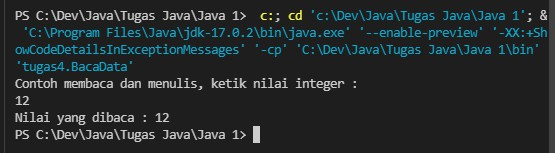 PS C:\Dev\Java\Tugas Java\Java 1>  c:; cd 'c:\Dev\Java\Tugas Java\Java 1'; &
 'C:\Program Files\Java\jdk-17.0.2\bin\java.exe' '--enable-preview' '-XX:+Sh
owCodeDetailsInExceptionMessages' '-cp' 'C:\Dev\Java\Tugas Java\Java 1\bin'
'tugas4.BacaData'
Contoh membaca dan menulis, ketik nilai integer :
12
Nilai yang dibaca : 12
PS C:\Dev\Java\Tugas Java\Java 1>